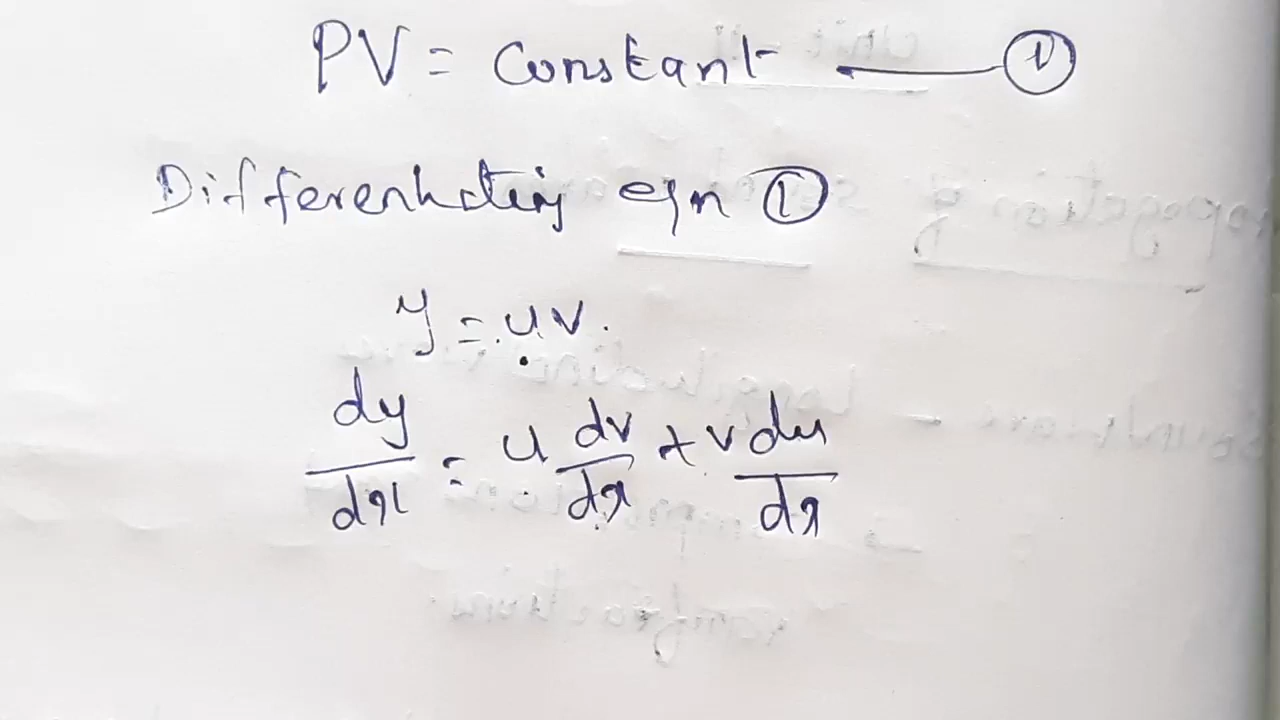 PV = Constant ①
Differentiating eqn ①
y = uv.
dy/dx = u dv/dx + v du/dx